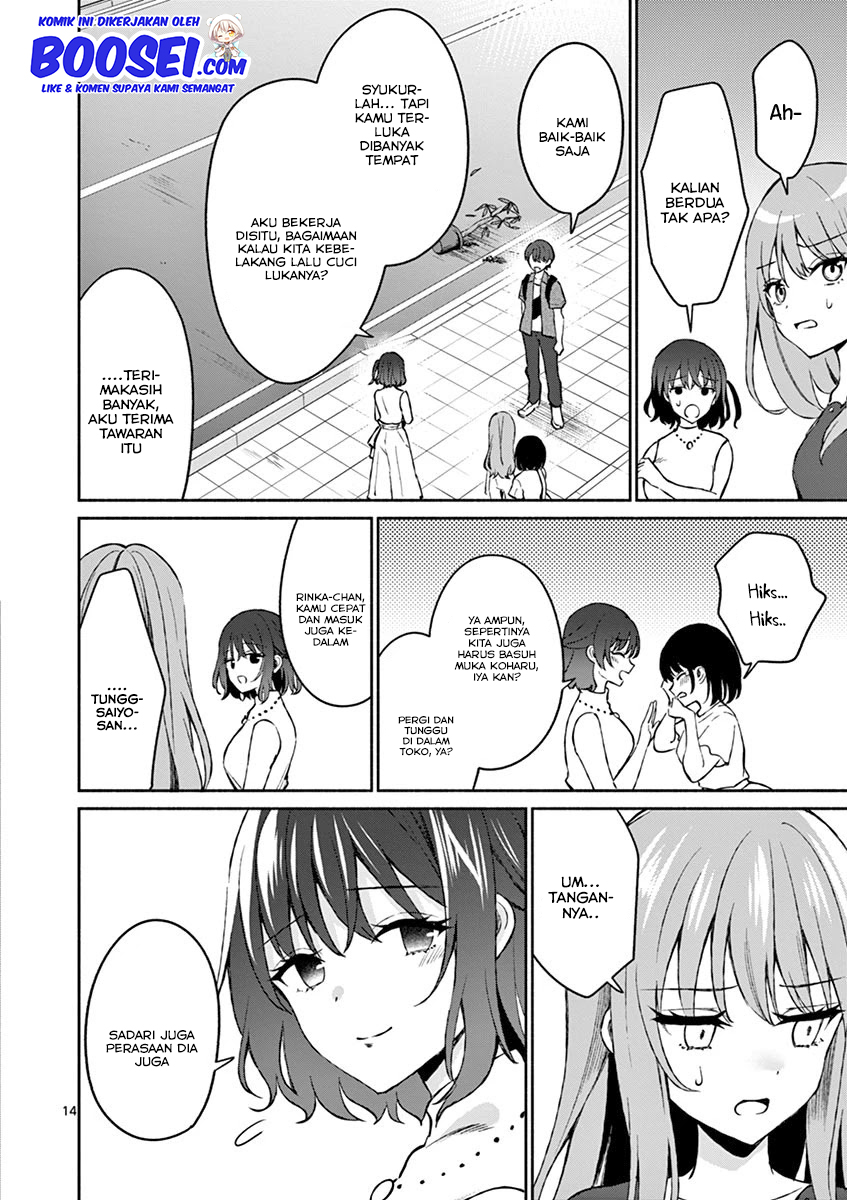 KOMIK INI DIKERJAKAN OLEH
BOOSEI.COM
LIKE & KOMEN SUPAYA KAMI SEMANGAT
Ah-
KALIAN
BERDUA
TAK APA?
KAMI
BAIK-BAIK
SAJA
SYUKUR-
LAH... TAPI
KAMU TER-
LUKA
DIBANYAK
TEMPAT
AKU BEKERJA
DISITU, BAGAIMAAN
KALAU KITA KEBE-
LAKANG LALU CUCI
LUKANYA?
....TERI-
MAKASIH
BANYAK,
AKU TERIMA
TAWARAN
ITU
Hiks...
Hiks..
YA AMPUN,
SEPERTINYA
KITA JUGA
HARUS BASUH
MUKA KOHARU,
IYA KAN?
PERGI DAN
TUNGGU
DI DALAM
TOKO, YA?
RINKA-CHAN,
KAMU CEPAT
DAN MASUK
JUGA KE-
DALAM
....
TUNGG-
SAIYO-
SAN...
UM...
TANGAN-
NYA..
SADARI JUGA
PERASAAN DIA
JUGA
14